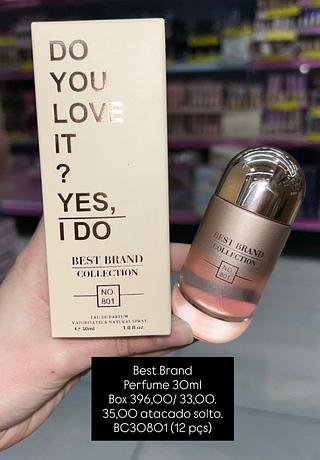 DO
YOU
LOVE
IT
?
YES,
I DO
BEST BRAND
COLLECTION
NO.
801
EAU DE PARFUM
VAPORISATEUR NATURAL SPRAY
℮ 30ml 1.0 fl.oz.
BEST BRAND
COLLECTION
NO.
801
Best Brand
Perfume 30ml
Box 396,00/ 33,00.
35,00 atacado solto.
BC30801 (12 pçs)